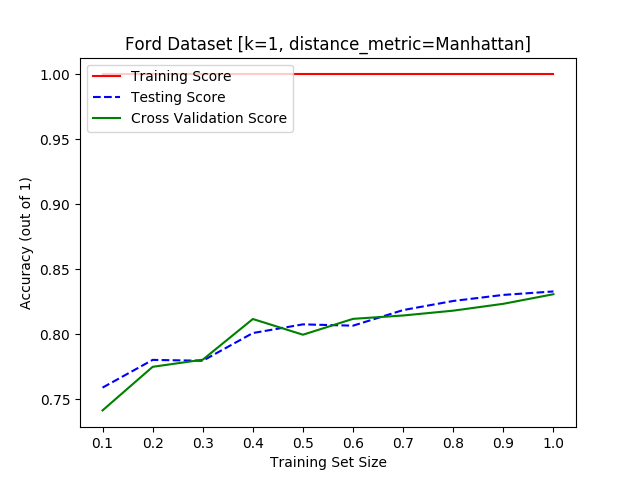 Ford Dataset [k=1, distance_metric=Manhattan]
1.00
0.95
0.90
0.85
0.80
0.75
Accuracy (out of 1)
Training Score
Testing Score
Cross Validation Score
0.1 0.2 0.3 0.4 0.5 0.6 0.7 0.8 0.9 1.0
Training Set Size